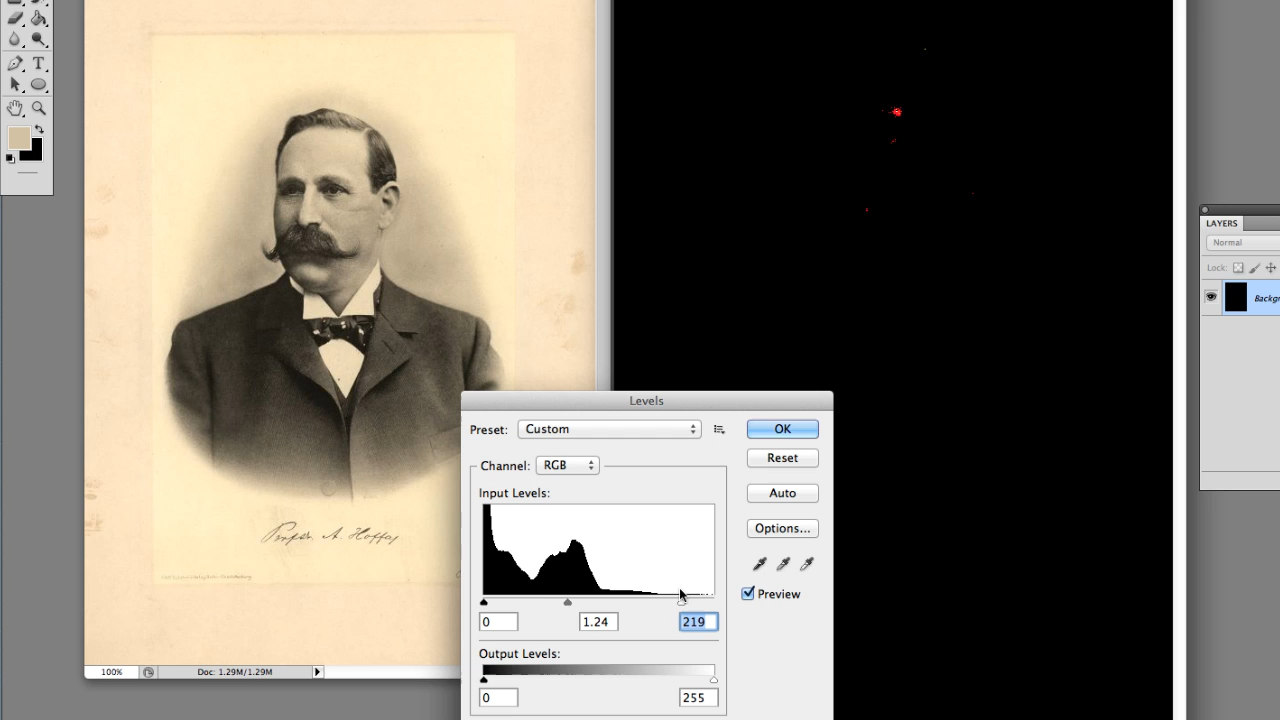 T
LAYERS
Normal
Lock:
Levels
Preset:
Custom
OK
Channel:
RGB
Reset
Input Levels:
Auto
Options...
Preview
0
1.24
219
Output Levels:
0
255
100%
Doc: 1.29M/1.29M